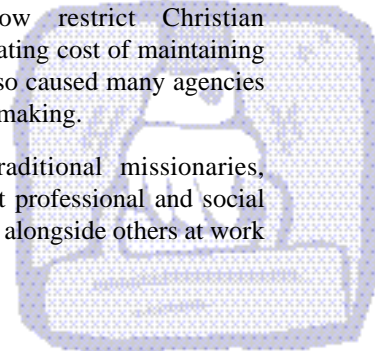 ow restrict Christian
ating cost of maintaining
so caused many agencies
making.
raditional missionaries,
t professional and social
alongside others at work